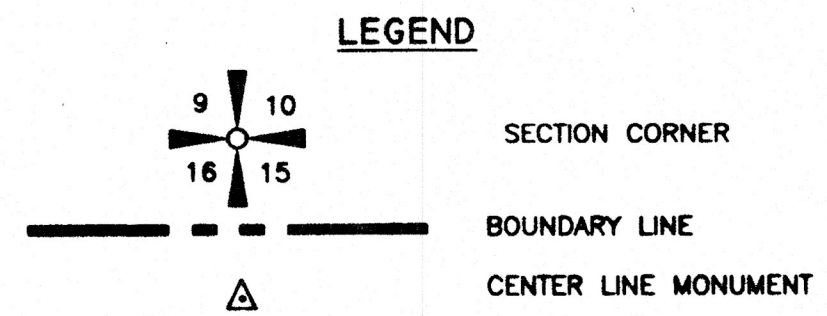 LEGEND
9 10
SECTION CORNER
16 15
BOUNDARY LINE
CENTER LINE MONUMENT